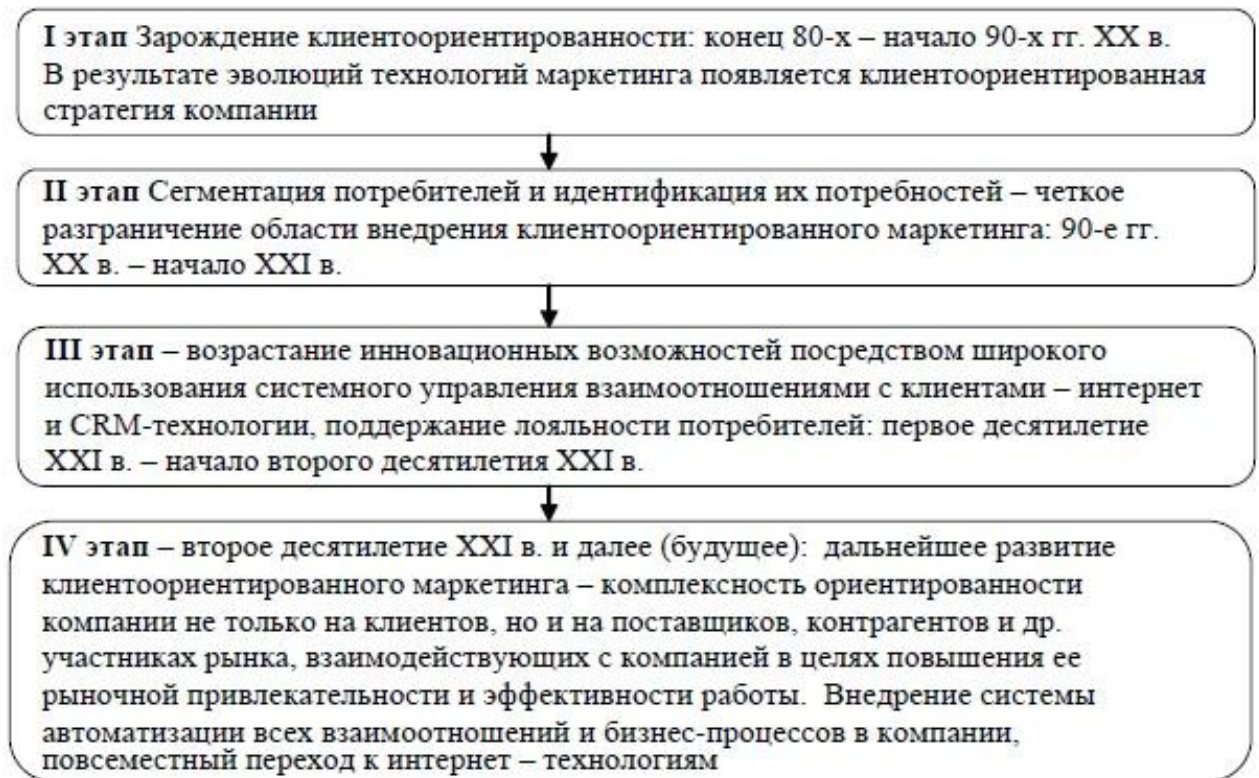 I этап Зарождение клиентоориентированности: конец 80-х – начало 90-х гг. XX в.
В результате эволюций технологий маркетинга появляется клиентоориентированная
стратегия компании
II этап Сегментация потребителей и идентификация их потребностей – четкое
разграничение области внедрения клиентоориентированного маркетинга: 90-е гг.
XX в. – начало XXI в.
III этап – возрастание инновационных возможностей посредством широкого
использования системного управления взаимоотношениями с клиентами – интернет
и CRM-технологии, поддержание лояльности потребителей: первое десятилетие
XXI в. – начало второго десятилетия XXI в.
IV этап – второе десятилетие XXI в. и далее (будущее): дальнейшее развитие
клиентоориентированного маркетинга – комплексность ориентированности
компании не только на клиентов, но и на поставщиков, контрагентов и др.
участниках рынка, взаимодействующих с компанией в целях повышения ее
рыночной привлекательности и эффективности работы. Внедрение системы
автоматизации всех взаимоотношений и бизнес-процессов в компании,
повсеместный переход к интернет – технологиям